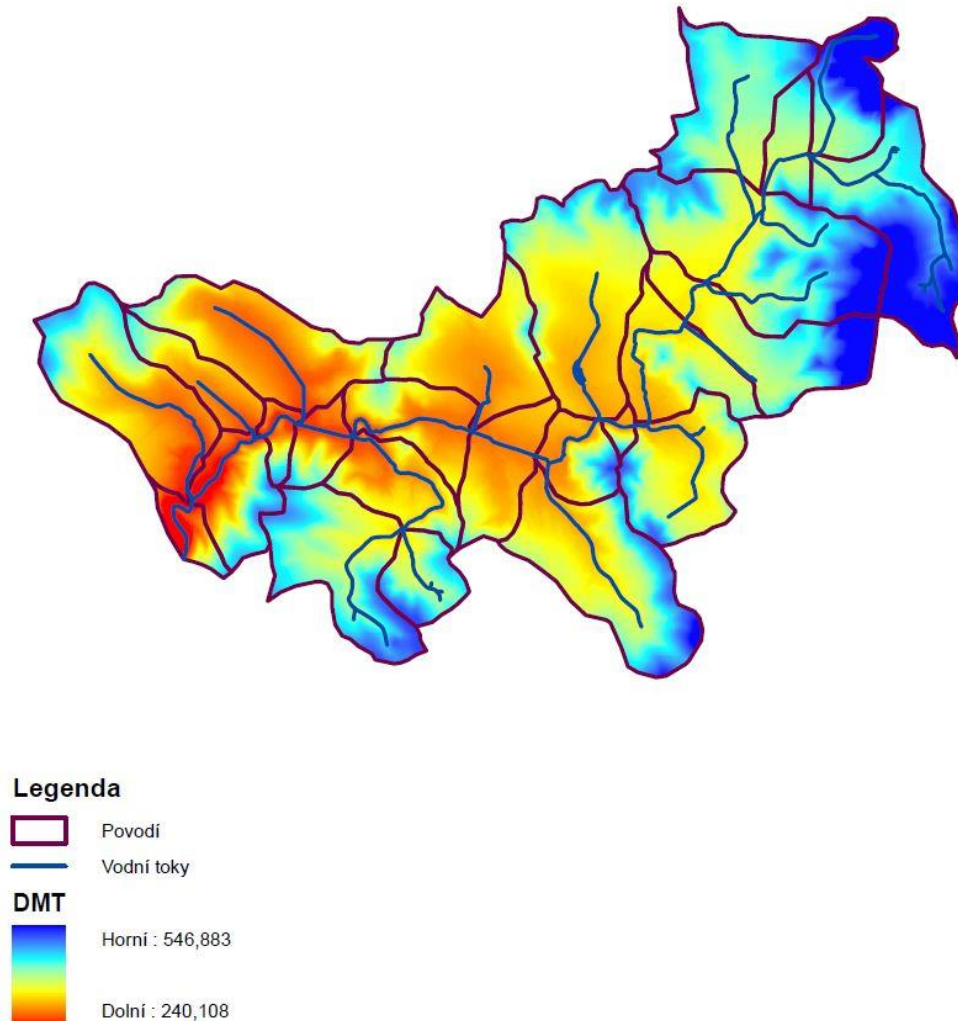 Legenda
Povodí
Vodní toky
DMT
Horní : 546,883
Dolní : 240,108